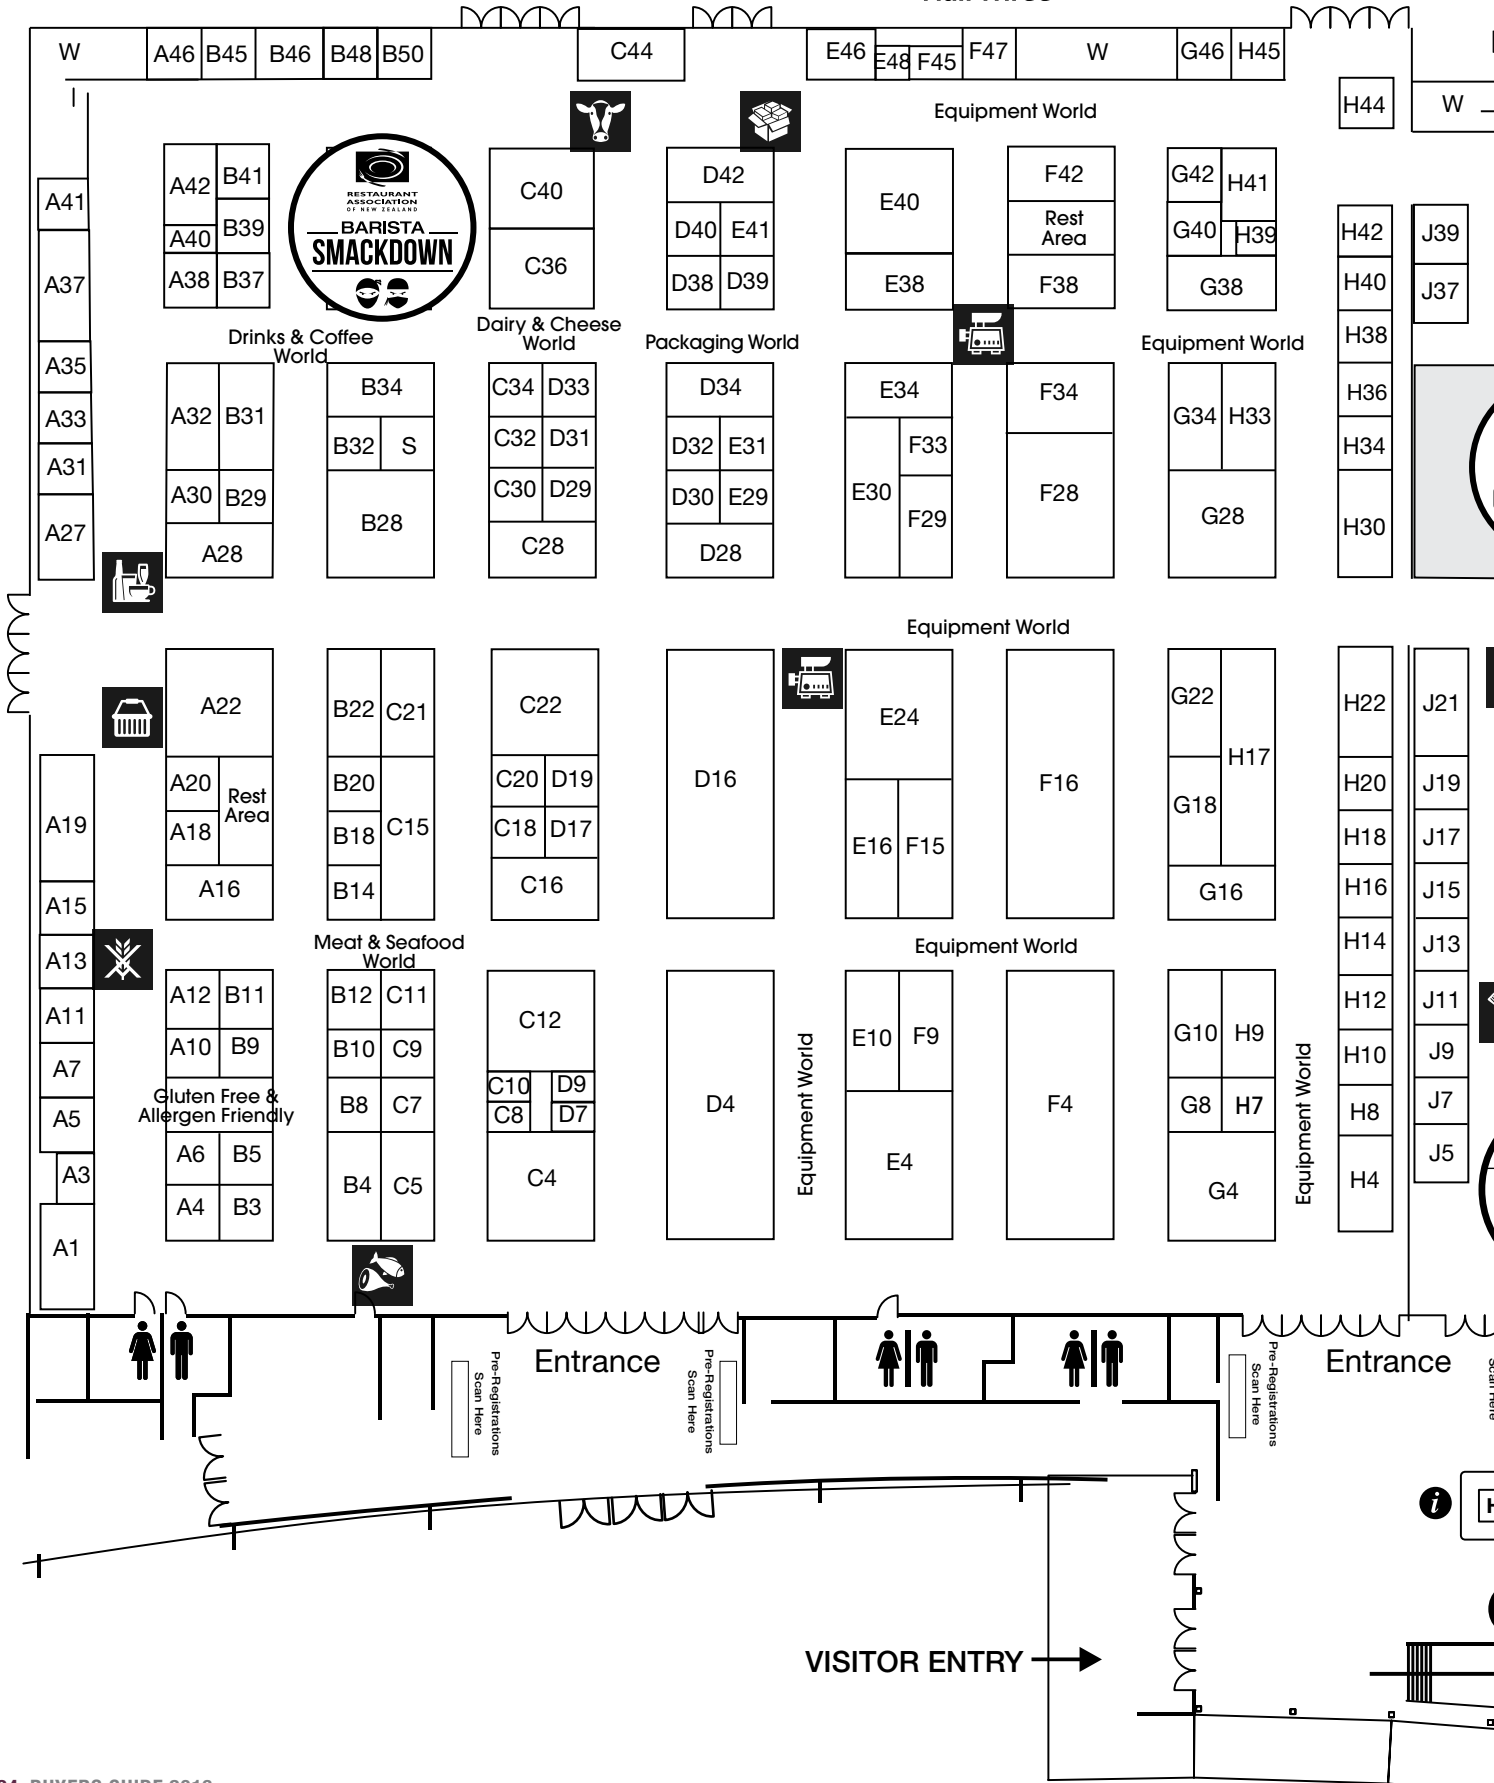 W
A46
B45
B46
B48
B50
C44
E46
E48
F45
F47
W
G46
H45
H44
W
Equipment World
A41
A42
B41
A40
B39
A38
B37
RESTAURANT
ASSOCIATION
OF NEW ZEALAND
BARISTA
SMACKDOWN
C40
C36
D42
D40
E41
D38
D39
E40
E38
F42
Rest
Area
F38
G42
H41
G40
H39
G38
H42
J39
H40
J37
H38
A37
Drinks & Coffee
World
Dairy & Cheese
World
Packaging World
Equipment World
A35
A33
A31
A27
A32
B31
A30
B29
A28
B34
B32
S
B28
C34
D33
C32
D31
C30
D29
C28
D34
D32
E31
D30
E29
D28
E34
F33
E30
F29
F34
F28
G34
H33
G28
H36
H34
H30
Equipment World
A22
A20
Rest
Area
A18
A16
B22
C21
B20
B18
C15
B14
C22
C20
D19
C18
D17
C16
D16
E24
E16
F15
F16
G22
H17
G18
G16
H22
J21
H20
J19
H18
J17
H16
J15
H14
J13
A19
A15
A13
Meat & Seafood
World
Equipment World
A11
A7
A5
A3
A1
A12
B11
A10
B9
Gluten Free &
Allergen Friendly
A6
B5
A4
B3
B12
C11
B10
C9
B8
C7
B4
C5
C12
C10
D9
C8
D7
C4
D4
Equipment World
E10
F9
E4
F4
G10
H9
G8
H7
G4
Equipment World
H12
J11
H10
J9
H8
J7
H4
J5
Pre-Registrations
Scan Here
Entrance
Pre-Registrations
Scan Here
Pre-Registrations
Scan Here
Entrance
Scan Here
i
VISITOR ENTRY